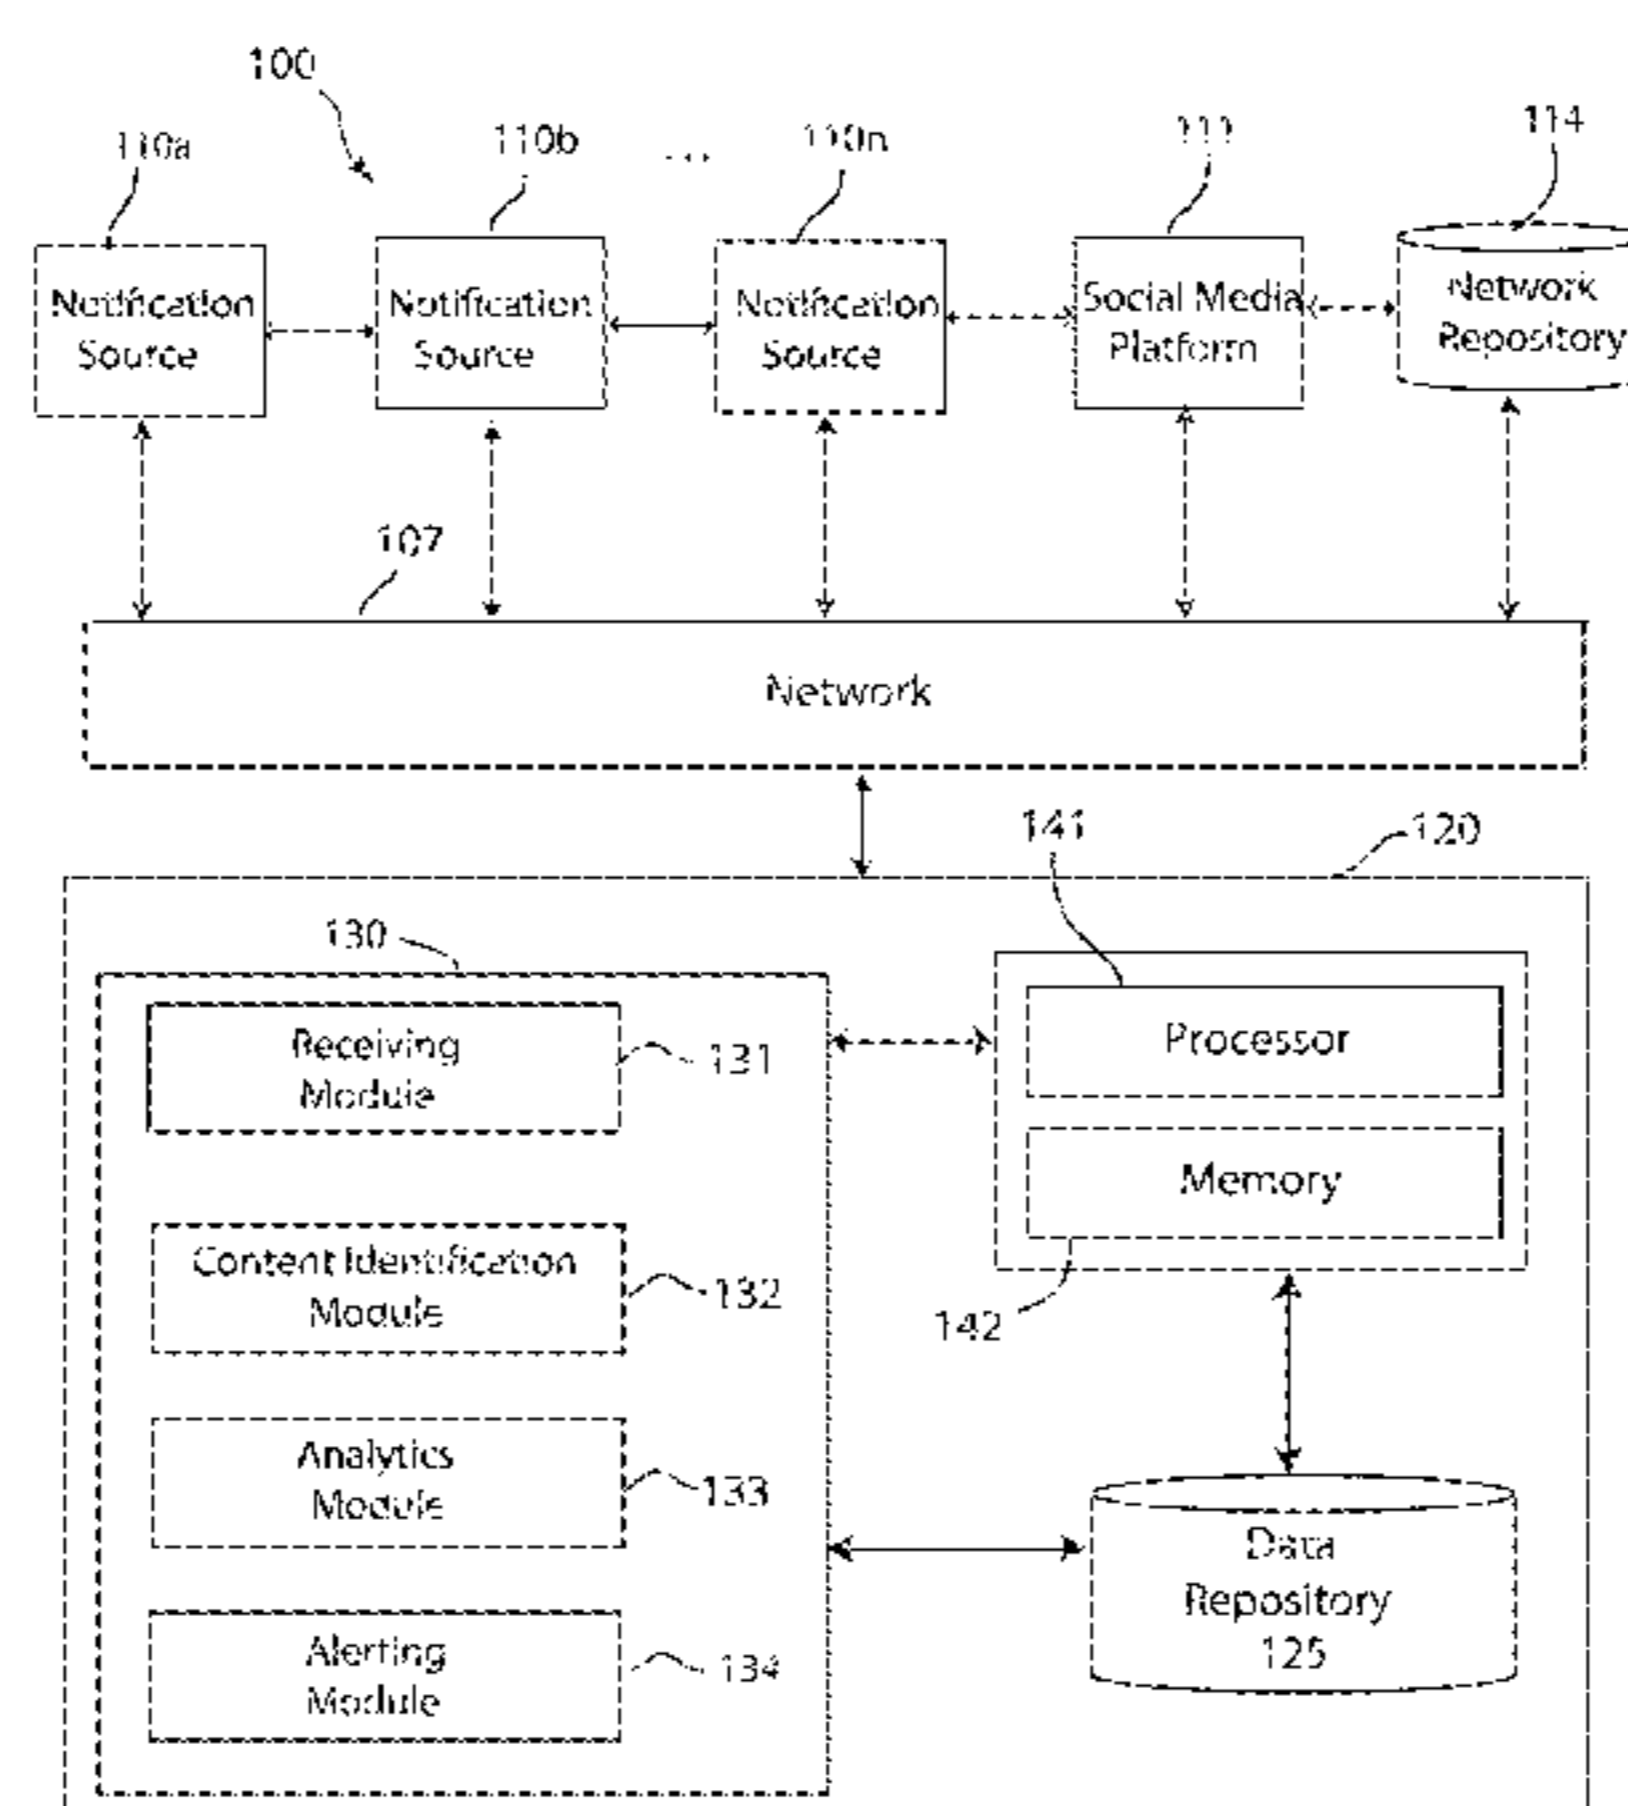 100
110a
110b
...
110n
111
114
Notification
Source
Notification
Source
Notification
Source
Social Media
Platform
Network
Repository
107
Network
141
120
130
Receiving
Module
131
Processor
Memory
Content Identification
Module
132
142
Analytics
Module
133
Data
Repository
125
Alerting
Module
134